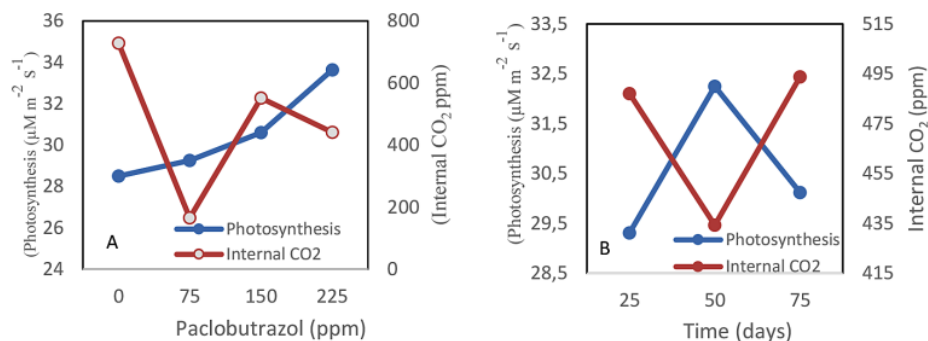 (Photosynthesis (µM m⁻² s⁻¹)
36
34
32
30
28
26
24
800
600
400
200
0
(Internal CO₂ ppm)
A
Photosynthesis
Internal CO2
0 75 150 225
Paclobutrazol (ppm)
(Photosynthesis (µM m⁻² s⁻¹)
33,5
32,5
31,5
30,5
29,5
28,5
515
495
475
455
435
415
Internal CO₂ (ppm)
B
Photosynthesis
Internal CO2
25 50 75
Time (days)